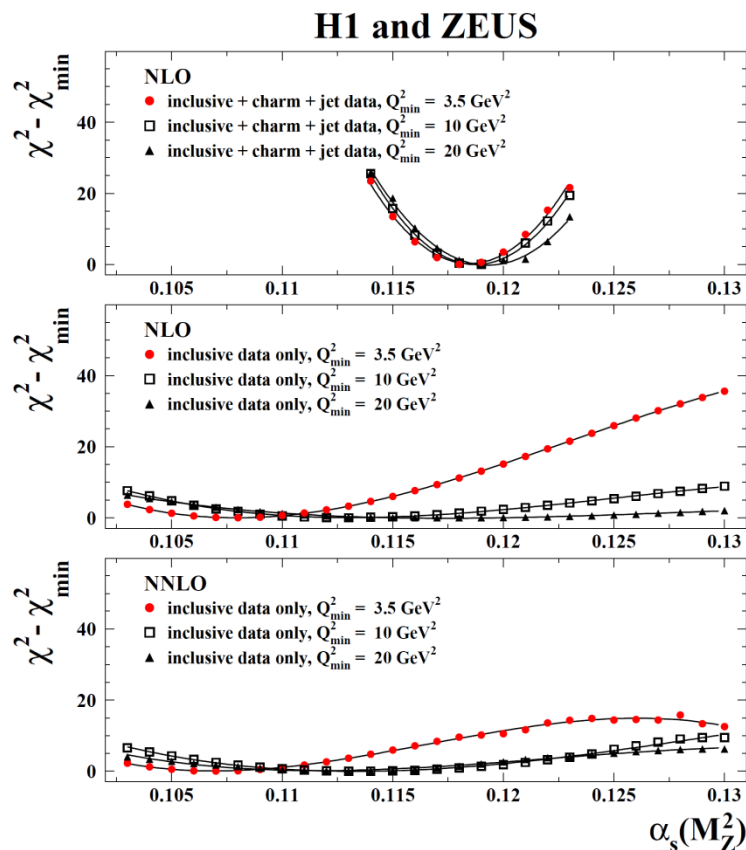 H1 and ZEUS
χ² - χ²min
NLO
inclusive + charm + jet data, Q²min = 3.5 GeV²
inclusive + charm + jet data, Q²min = 10 GeV²
inclusive + charm + jet data, Q²min = 20 GeV²
40
20
0
0.105 0.11 0.115 0.12 0.125 0.13
χ² - χ²min
NLO
inclusive data only, Q²min = 3.5 GeV²
inclusive data only, Q²min = 10 GeV²
inclusive data only, Q²min = 20 GeV²
40
20
0
0.105 0.11 0.115 0.12 0.125 0.13
χ² - χ²min
NNLO
inclusive data only, Q²min = 3.5 GeV²
inclusive data only, Q²min = 10 GeV²
inclusive data only, Q²min = 20 GeV²
40
20
0
0.105 0.11 0.115 0.12 0.125 0.13
αs(M²Z)